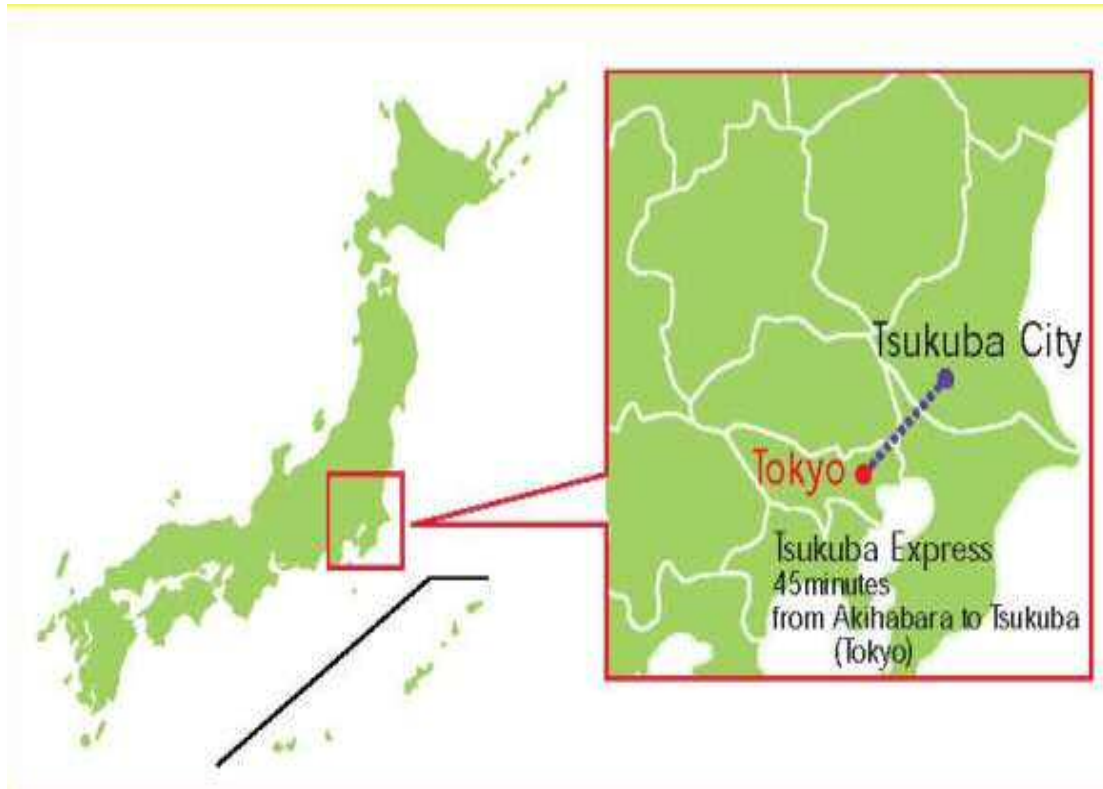 Tsukuba City
Tokyo
Tsukuba Express
45minutes
from Akihabara to Tsukuba
(Tokyo)